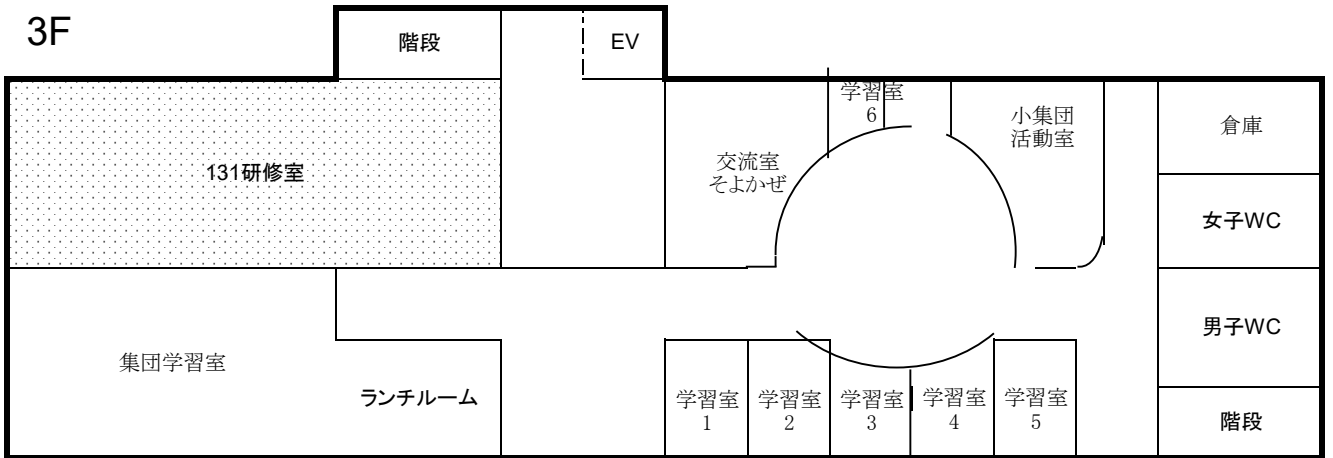 3F
階段
EV
学習室
6
小集団
活動室
倉庫
131研修室
交流室
そよかぜ
女子WC
男子WC
集団学習室
ランチルーム
学習室
1
学習室
2
学習室
3
学習室
4
学習室
5
階段